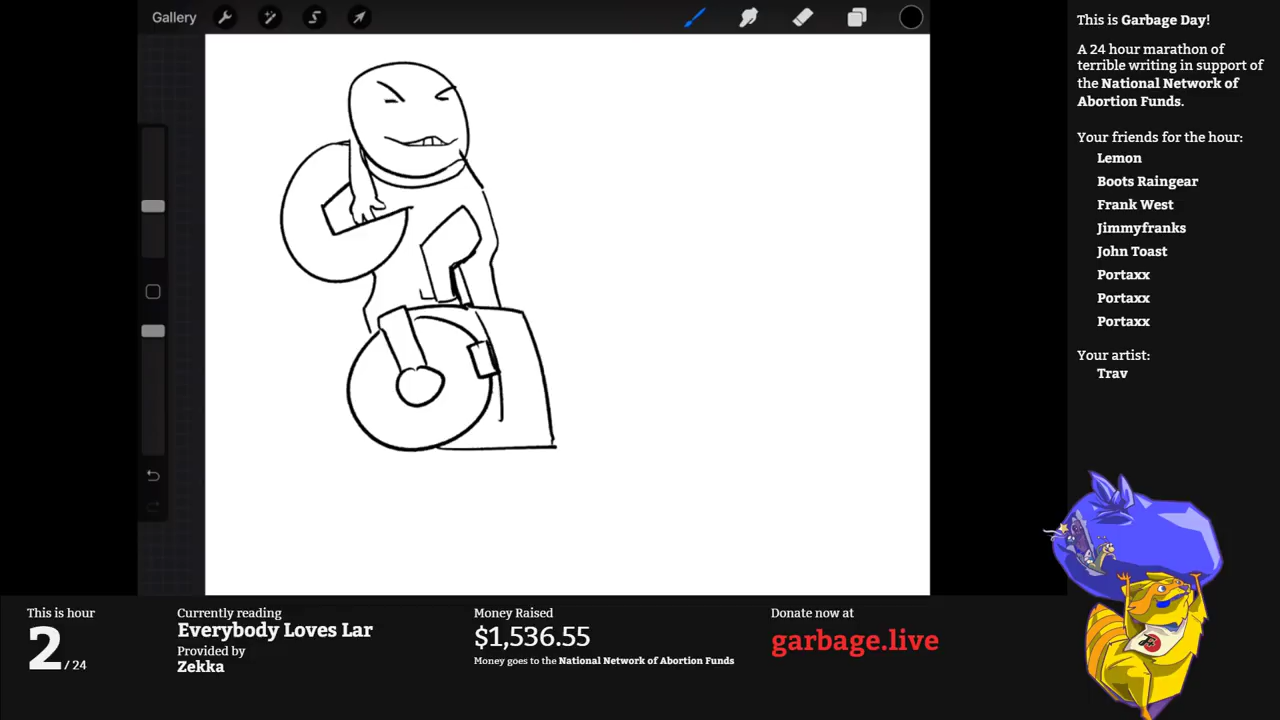 Gallery
This is Garbage Day!
A 24 hour marathon of
terrible writing in support of
the National Network of
Abortion Funds.
Your friends for the hour:
Lemon
Boots Raingear
Frank West
Jimmyfranks
John Toast
Portaxx
Portaxx
Portaxx
Your artist:
Trav
This is hour
2 / 24
Currently reading
Everybody Loves Lar
Provided by
Zekka
Money Raised
$1,536.55
Money goes to the National Network of Abortion Funds
Donate now at
garbage.live